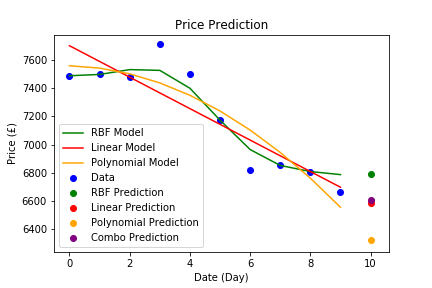 Price Prediction
Price (£)
7600
7400
7200
7000
6800
6600
6400
RBF Model
Linear Model
Polynomial Model
Data
RBF Prediction
Linear Prediction
Polynomial Prediction
Combo Prediction
0 2 4 6 8 10
Date (Day)